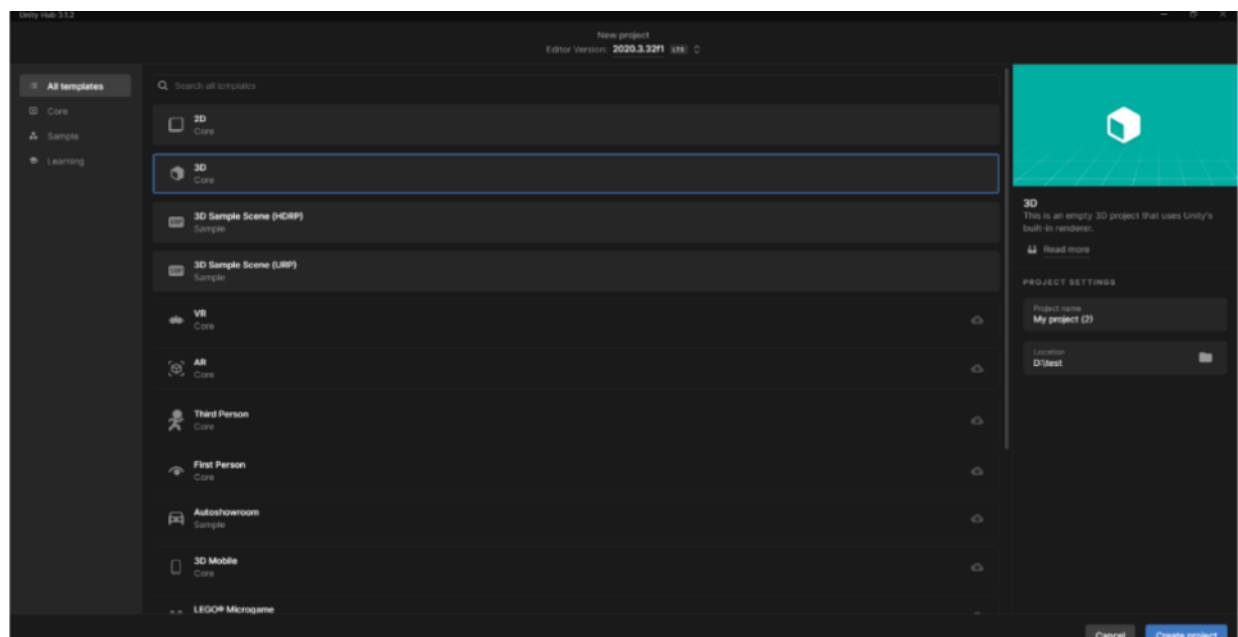 Unity Hub 3.1.2
New project
Editor Version: 2020.3.32f1 LTS
All templates
Core
Sample
Learning
Search all templates
2D
Core
3D
Core
3D Sample Scene (HDRP)
Sample
3D Sample Scene (URP)
Sample
VR
Core
AR
Core
Third Person
Core
First Person
Core
Autoshowroom
Sample
3D Mobile
Core
LEGO® Microgame
3D
This is an empty 3D project that uses Unity's
built-in renderer.
Read more
PROJECT SETTINGS
Project name
My project (2)
Location
D:\test
Cancel
Create project